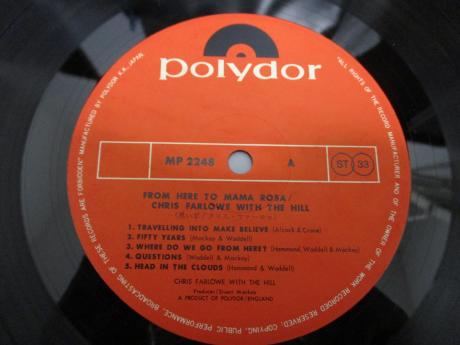 polydor
MP 2248
A
ST 33
FROM HERE TO MAMA ROSA/
CHRIS FARLOWE WITH THE HILL
1. TRAVELLING INTO MAKE BELIEVE (Alcock & Crane)
2. FIFTY YEARS (Mackay & Waddell)
3. WHERE DO WE GO FROM HERE? (Hammond, Waddell & Mackay)
4. QUESTIONS (Waddell & Mackay)
5. HEAD IN THE CLOUDS (Hammond & Waddell)
CHRIS FARLOWE WITH THE HILL
Producer/Stuart Mackay
A PRODUCT OF POLYDOR/ENGLAND
"ALL RIGHTS OF THE RECORD MANUFACTURER AND OF THE OWNER OF THE WORK RECORDED RESERVED, COPYING, PUBLIC PERFORMANCE, BROADCASTING OF THESE RECORDS ARE FORBIDDEN" MANUFACTURED BY POLYDOR K.K., JAPAN